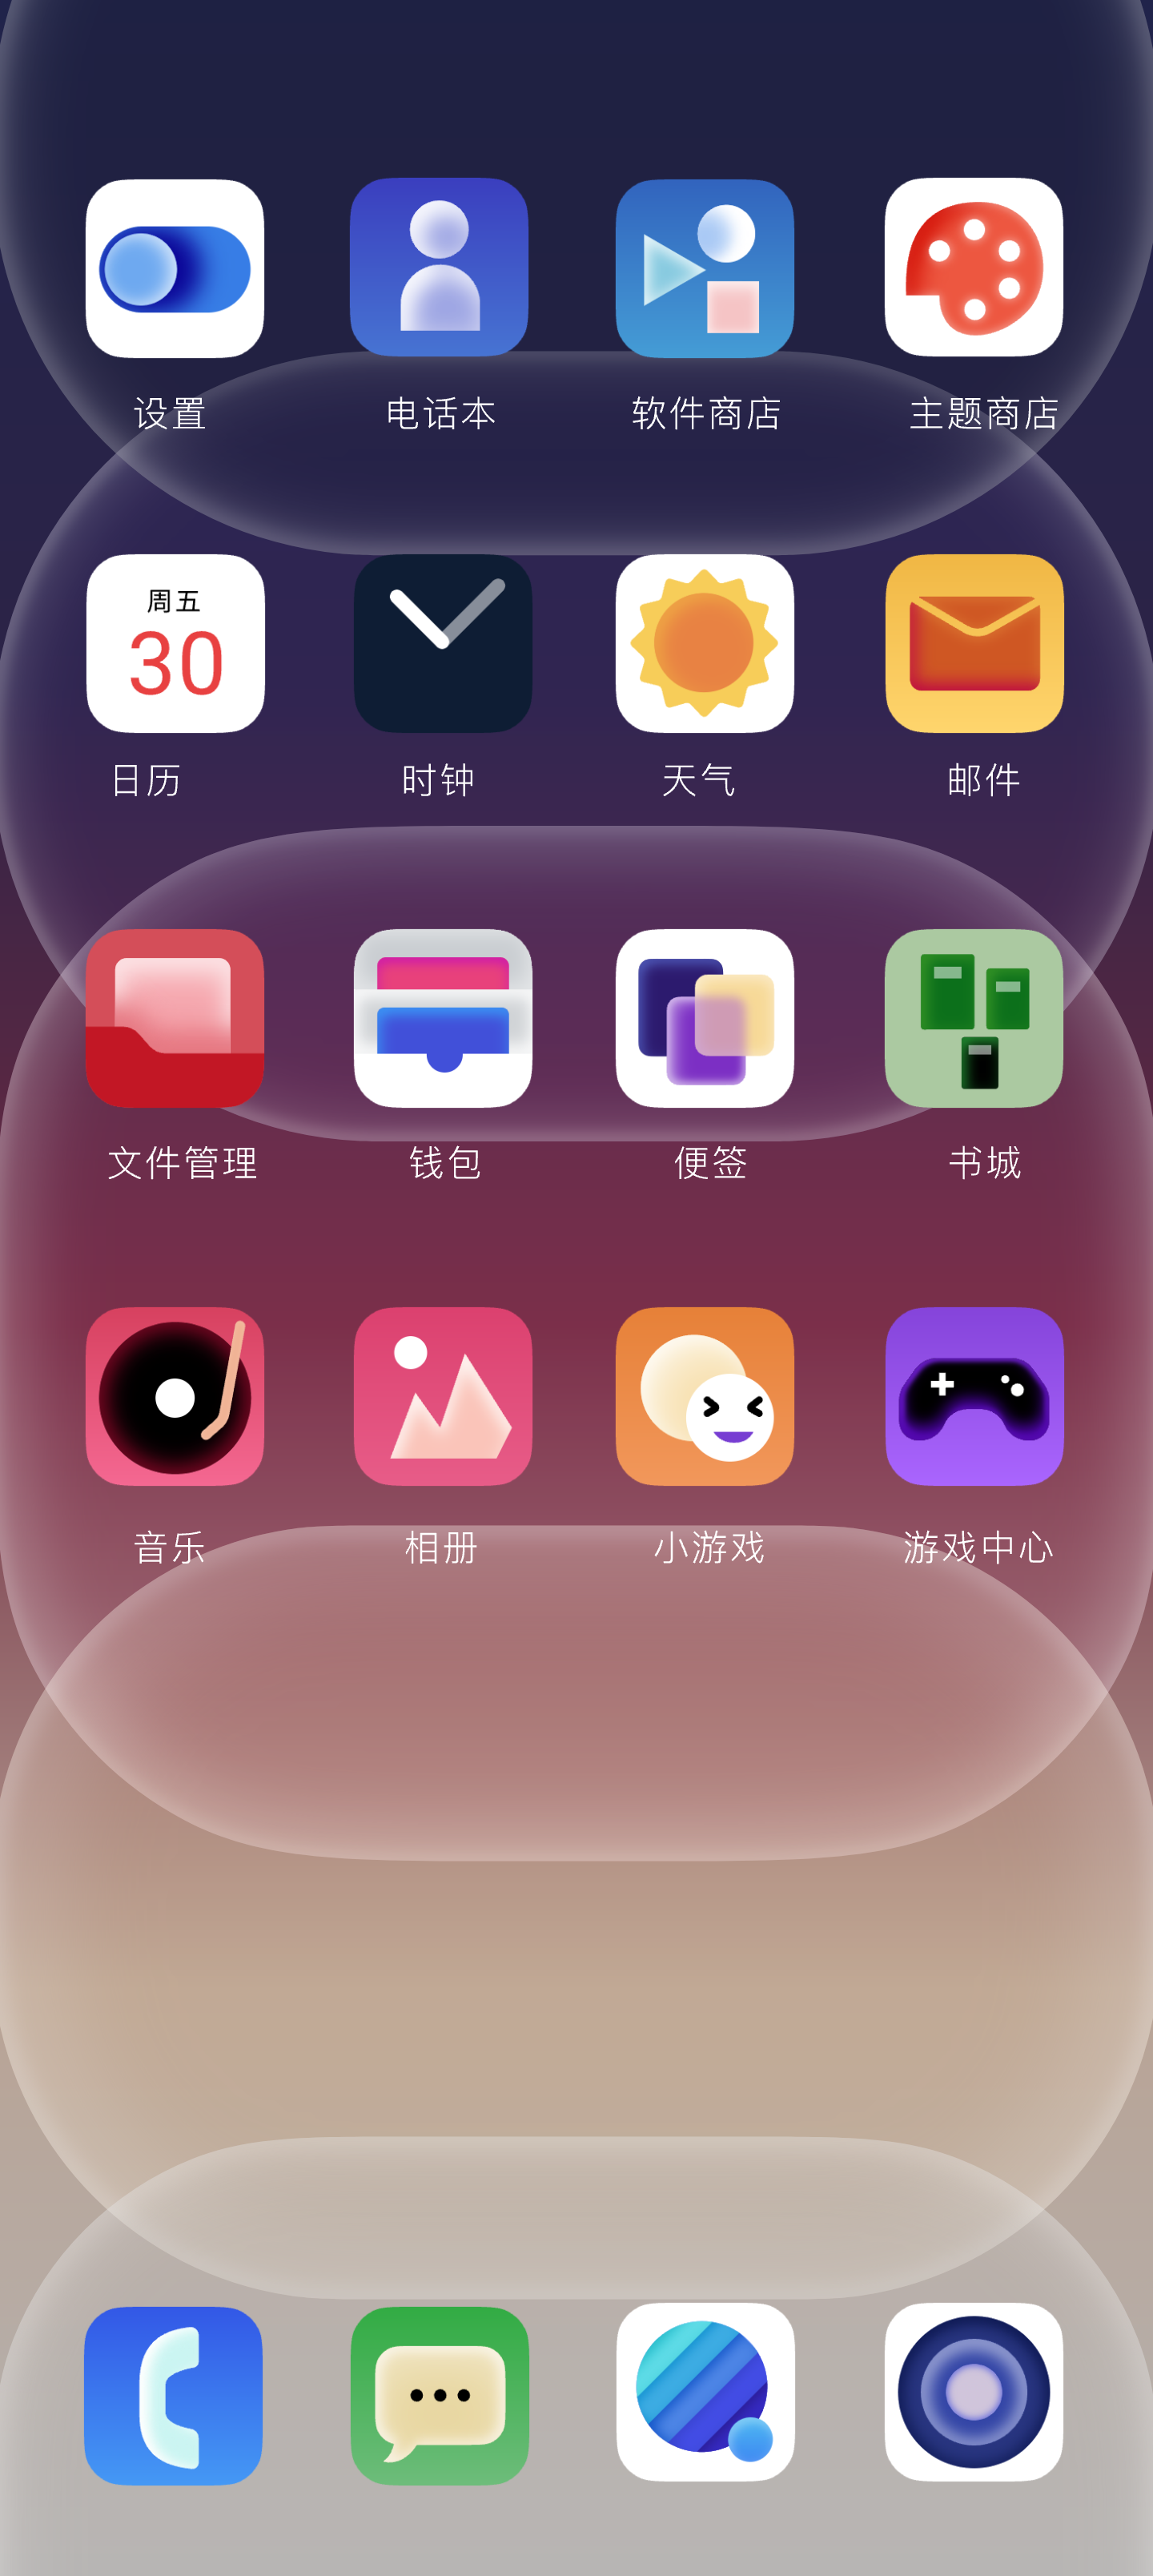 设置
电话本
软件商店
主题商店
周五
30
日历
时钟
天气
邮件
文件管理
钱包
便签
书城
音乐
相册
小游戏
游戏中心